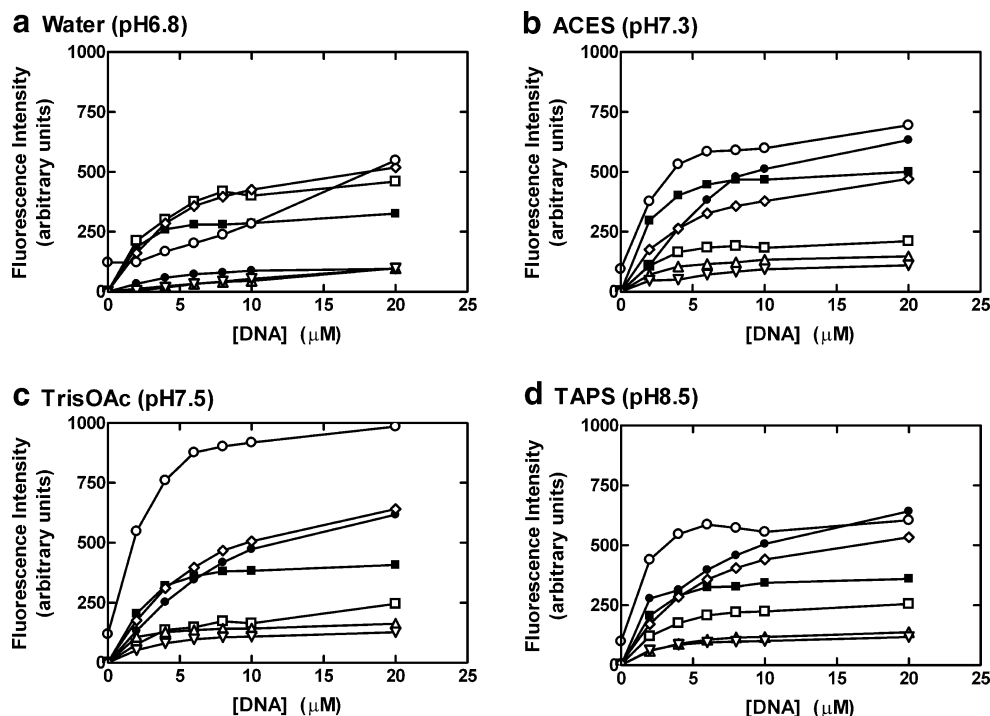 a Water (pH6.8)
1000
750
500
250
0
0 5 10 15 20 25
Fluorescence Intensity
(arbitrary units)
[DNA] (μM)
b ACES (pH7.3)
1000
750
500
250
0
0 5 10 15 20 25
Fluorescence Intensity
(arbitrary units)
[DNA] (μM)
c TrisOAc (pH7.5)
1000
750
500
250
0
0 5 10 15 20 25
Fluorescence Intensity
(arbitrary units)
[DNA] (μM)
d TAPS (pH8.5)
1000
750
500
250
0
0 5 10 15 20 25
Fluorescence Intensity
(arbitrary units)
[DNA] (μM)